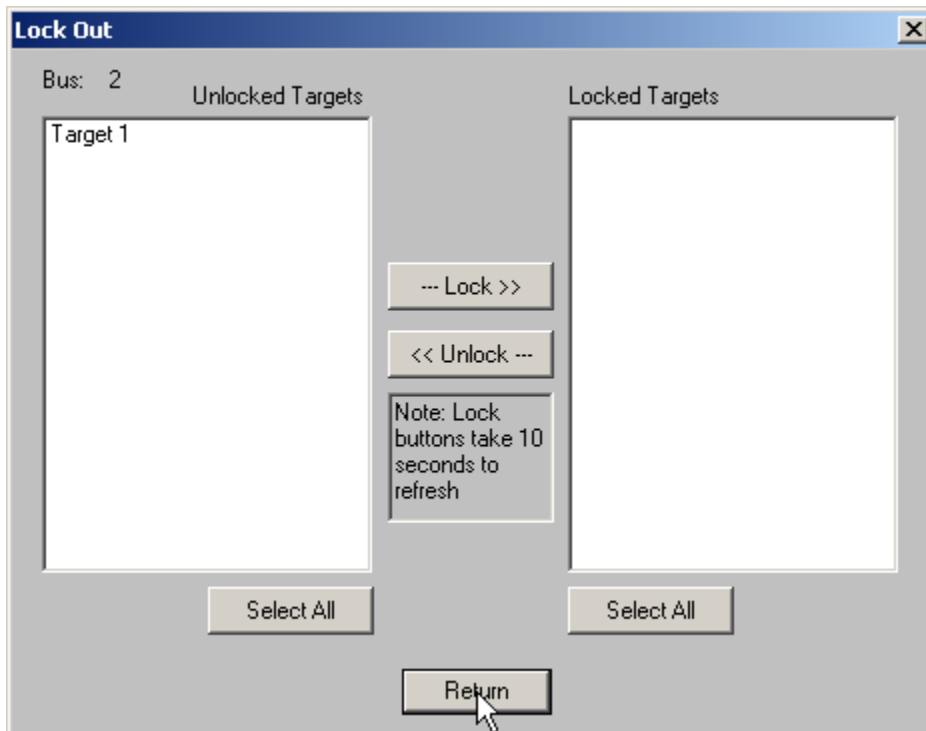 Lock Out
Bus: 2
Unlocked Targets
Locked Targets
Target 1
--- Lock >>
<< Unlock ---
Note: Lock
buttons take 10
seconds to
refresh
Select All
Select All
Return